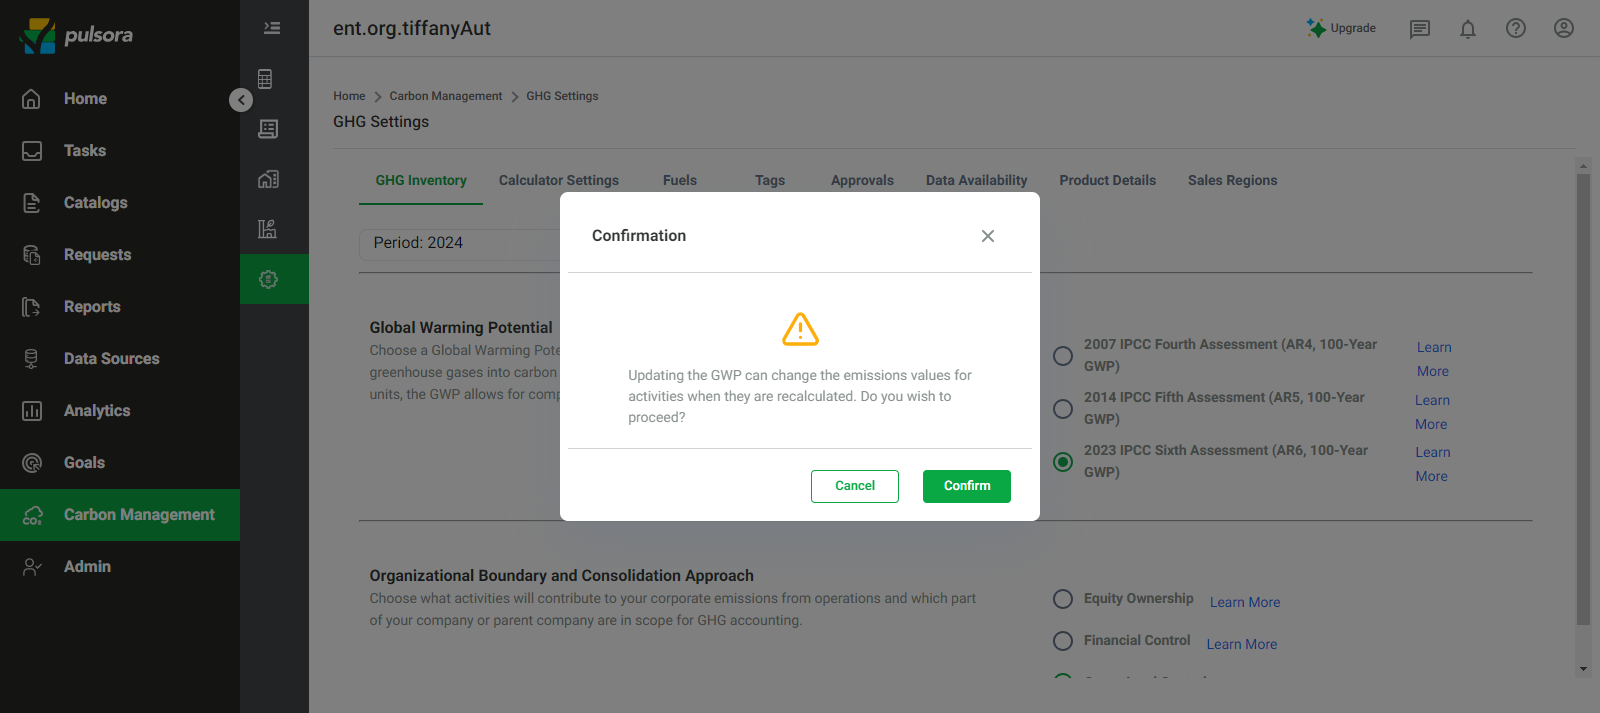 pulsora
ent.org.tiffanyAut
Upgrade
Home
Tasks
Catalogs
Requests
Reports
Data Sources
Analytics
Goals
Carbon Management
CO2
Admin
Home > Carbon Management > GHG Settings
GHG Settings
GHG Inventory Calculator Settings Fuels Tags Approvals Data Availability Product Details Sales Regions
Period: 2024
Global Warming Potential
Choose a Global Warming Pote
greenhouse gases into carbon
units, the GWP allows for comp
2007 IPCC Fourth Assessment (AR4, 100-Year
GWP)
Learn
More
2014 IPCC Fifth Assessment (AR5, 100-Year
GWP)
Learn
More
2023 IPCC Sixth Assessment (AR6, 100-Year
GWP)
Learn
More
Confirmation
Updating the GWP can change the emissions values for
activities when they are recalculated. Do you wish to
proceed?
Cancel Confirm
Organizational Boundary and Consolidation Approach
Choose what activities will contribute to your corporate emissions from operations and which part
of your company or parent company are in scope for GHG accounting.
Equity Ownership Learn More
Financial Control Learn More